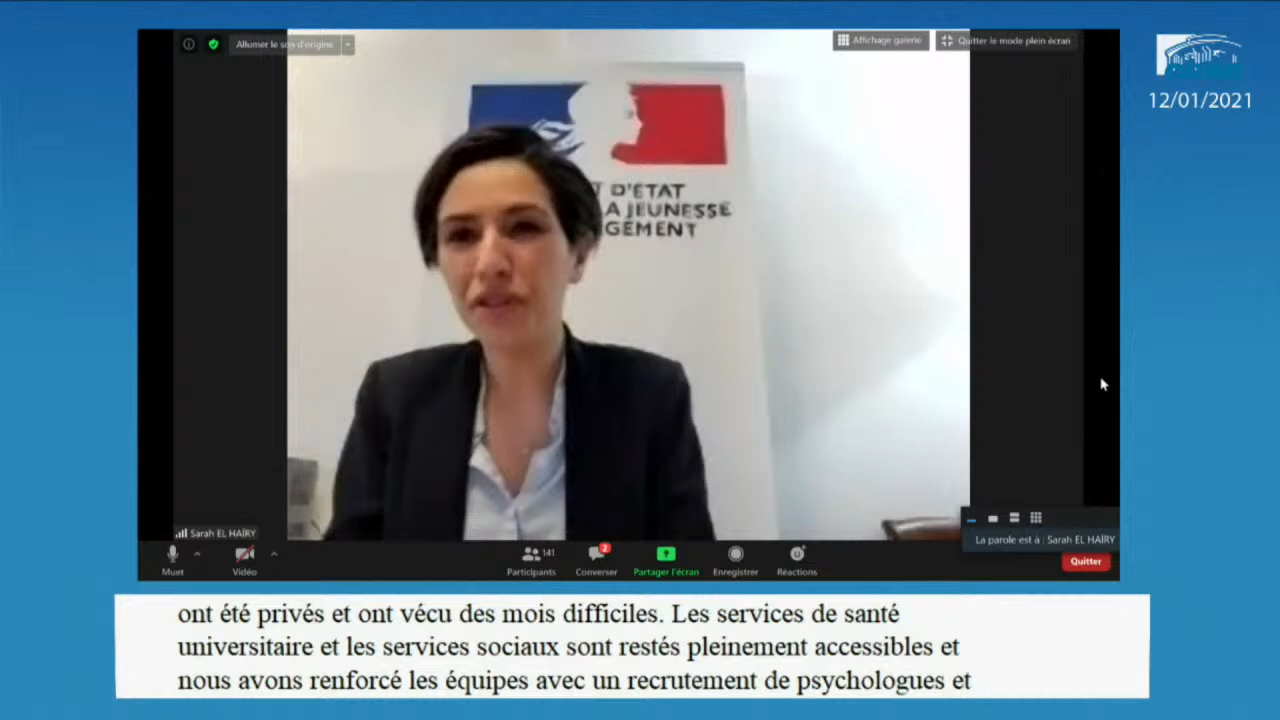 Allumer le son d'origine
Affichage galerie
Quitter le mode plein écran
12/01/2021
T D'ÉTAT
A JEUNESSE
GEMENT
Sarah EL HAÏRY
La parole est à : Sarah EL HAÏRY
Muet
Vidéo
141
Participants
2
Converser
Partager l'écran
Enregistrer
Réactions
Quitter
ont été privés et ont vécu des mois difficiles. Les services de santé
universitaire et les services sociaux sont restés pleinement accessibles et
nous avons renforcé les équipes avec un recrutement de psychologues et